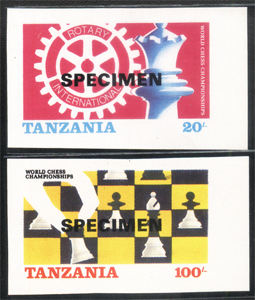 ROTARY
INTERNATIONAL
WORLD CHESS CHAMPIONSHIPS
SPECIMEN
TANZANIA 20/-
WORLD CHESS
CHAMPIONSHIPS
SPECIMEN
TANZANIA 100/-